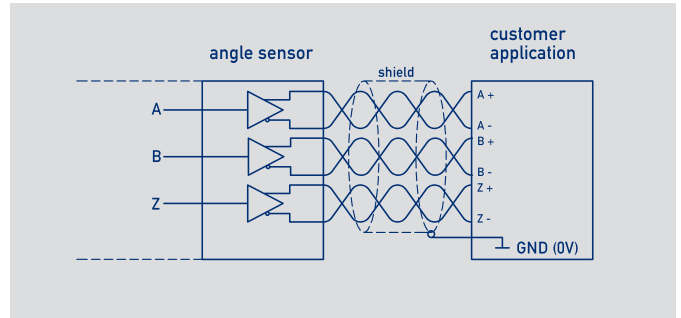 angle sensor
customer
application
shield
A
B
Z
A +
A -
B +
B -
Z +
Z -
GND (0V)